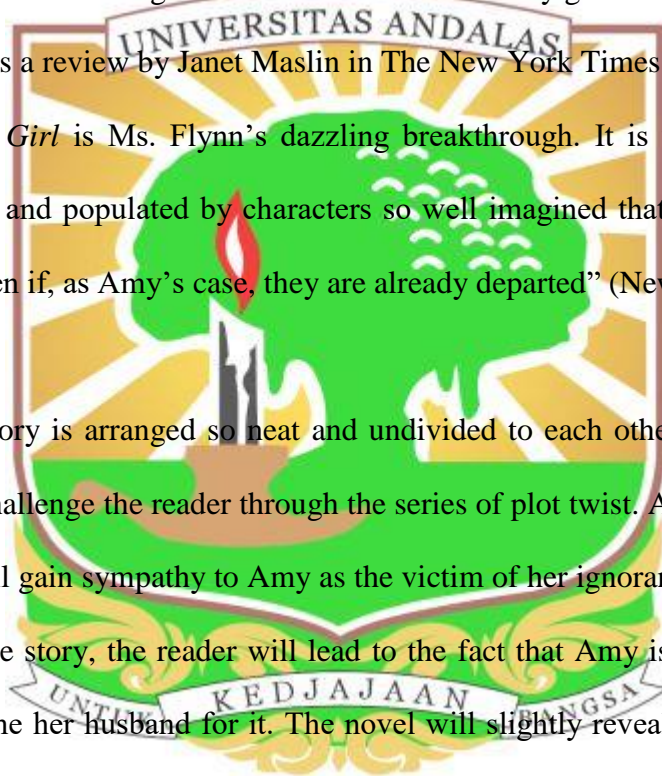 UNIVERSITAS ANDALAS
s a review by Janet Maslin in The New York Times
Girl is Ms. Flynn’s dazzling breakthrough. It is
and populated by characters so well imagined that
en if, as Amy’s case, they are already departed” (New
ory is arranged so neat and undivided to each othe
hallenge the reader through the series of plot twist. A
l gain sympathy to Amy as the victim of her ignoran
e story, the reader will lead to the fact that Amy is
UNTUK KEDJAJAAN BANGSA
me her husband for it. The novel will slightly revea